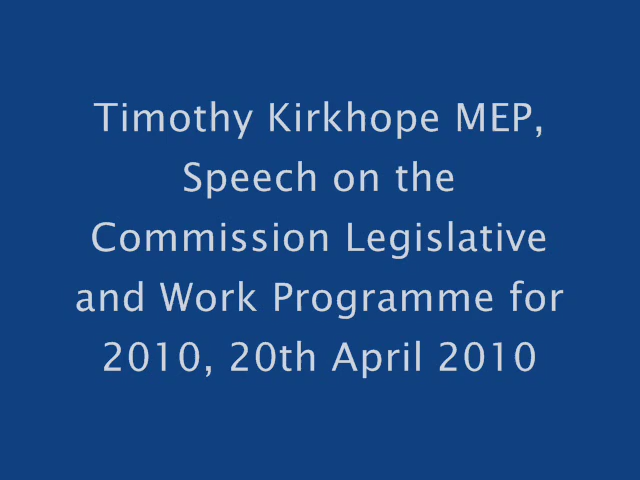 Timothy Kirkhope MEP,
Speech on the
Commission Legislative
and Work Programme for
2010, 20th April 2010